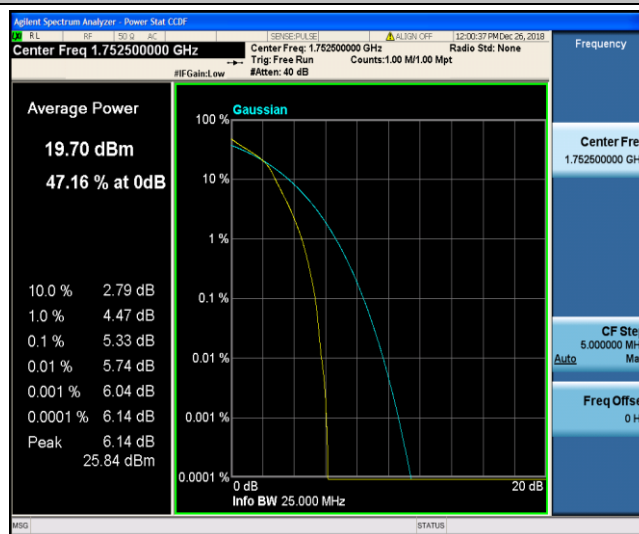 Agilent Spectrum Analyzer - Power Stat CCDF
RL RF 50 Ω AC SENSE:PULSE ALIGN OFF 12:00:37 PM Dec 26, 2018
Center Freq 1.752500000 GHz
Center Freq: 1.752500000 GHz Radio Std: None
Trig: Free Run Counts:1.00 M/1.00 Mpt
#IFGain:Low #Atten: 40 dB
Frequency
Average Power
19.70 dBm
47.16 % at 0dB
10.0 % 2.79 dB
1.0 % 4.47 dB
0.1 % 5.33 dB
0.01 % 5.74 dB
0.001 % 6.04 dB
0.0001 % 6.14 dB
Peak 6.14 dB
25.84 dBm
Gaussian
100 %
10 %
1 %
0.1 %
0.01 %
0.001 %
0.0001 %
0 dB 20 dB
Info BW 25.000 MHz
Center Fre
1.752500000 GH
CF Ste
5.000000 MH
Auto Ma
Freq Offse
0 H
MSG STATUS